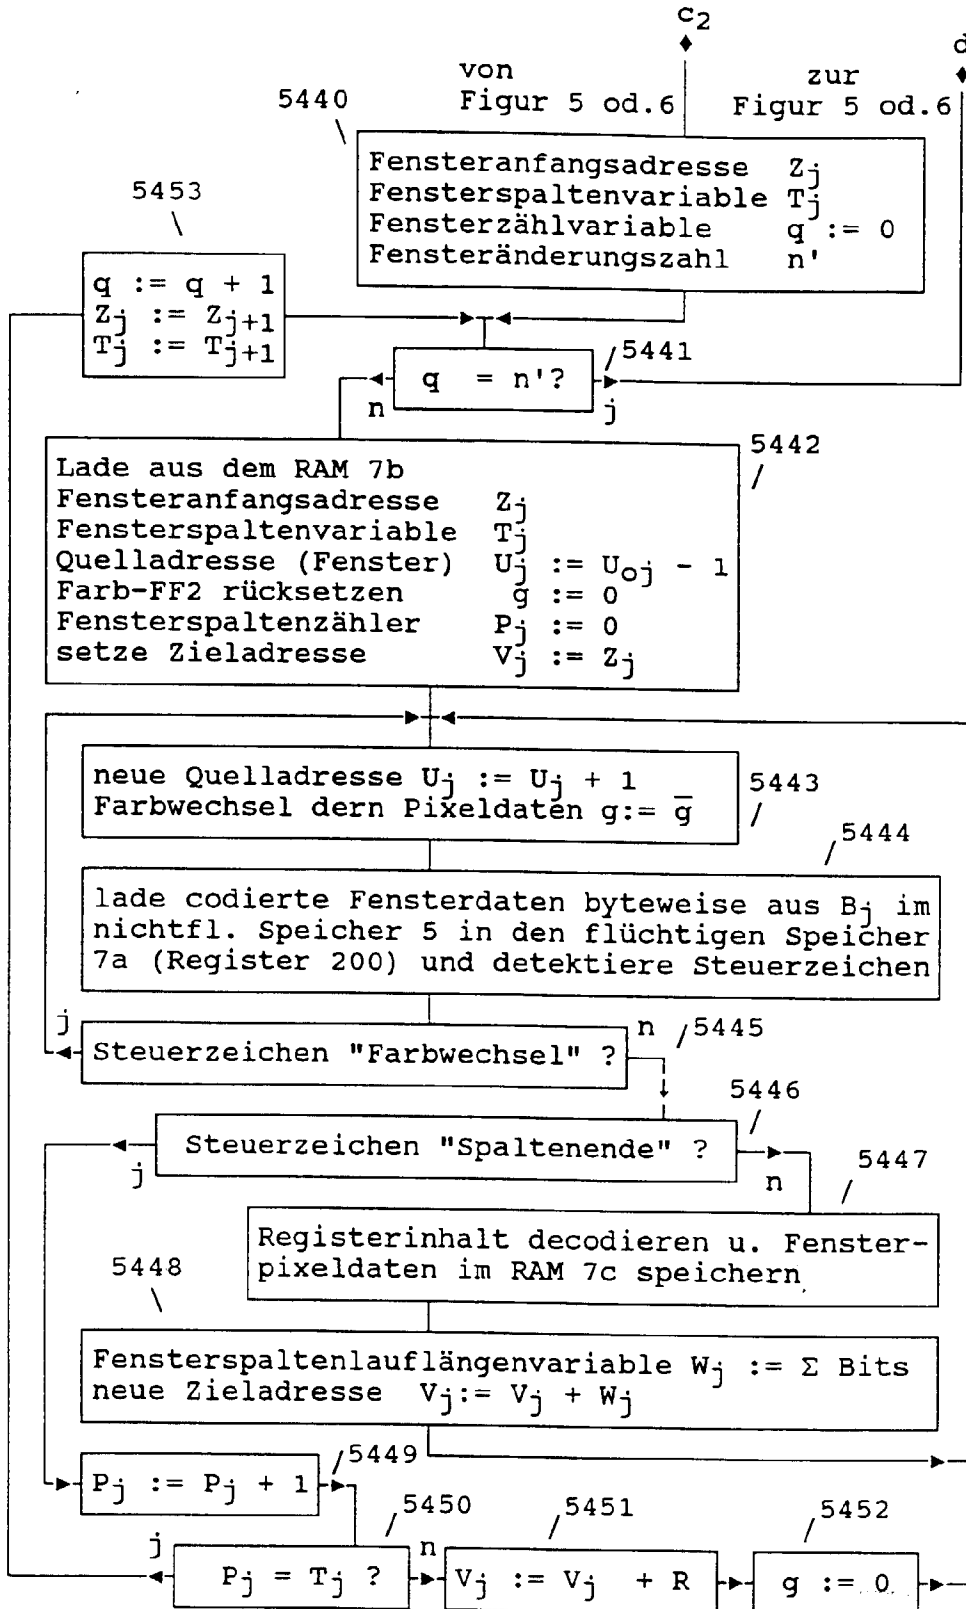 c2
d
von
zur
Figur 5 od.6
Figur 5 od.6
5440
Fensteranfangsadresse Zj
Fensterspaltenvariable Tj
Fensterzählvariable q := 0
Fensteränderungszahl n'
5453
q := q + 1
Zj := Zj+1
Tj := Tj+1
5441
q = n'?
n
j
5442
Lade aus dem RAM 7b
Fensteranfangsadresse Zj
Fensterspaltenvariable Tj
Quelladresse (Fenster) Uj := Uoj - 1
Farb-FF2 rücksetzen g := 0
Fensterspaltenzähler Pj := 0
setze Zieladresse Vj := Zj
neue Quelladresse Uj := Uj + 1
Farbwechsel dern Pixeldaten g:= g̅
5443
5444
lade codierte Fensterdaten byteweise aus Bj im
nichtfl. Speicher 5 in den flüchtigen Speicher
7a (Register 200) und detektiere Steuerzeichen
j
Steuerzeichen "Farbwechsel" ?
n
5445
5446
Steuerzeichen "Spaltenende" ?
j
n
5447
Registerinhalt decodieren u. Fenster-
pixeldaten im RAM 7c speichern
5448
Fensterspaltenlauflängenvariable Wj := Σ Bits
neue Zieladresse Vj:= Vj + Wj
5449
Pj := Pj + 1
5450
5451
5452
j
Pj = Tj ?
n
Vj := Vj + R
g := 0